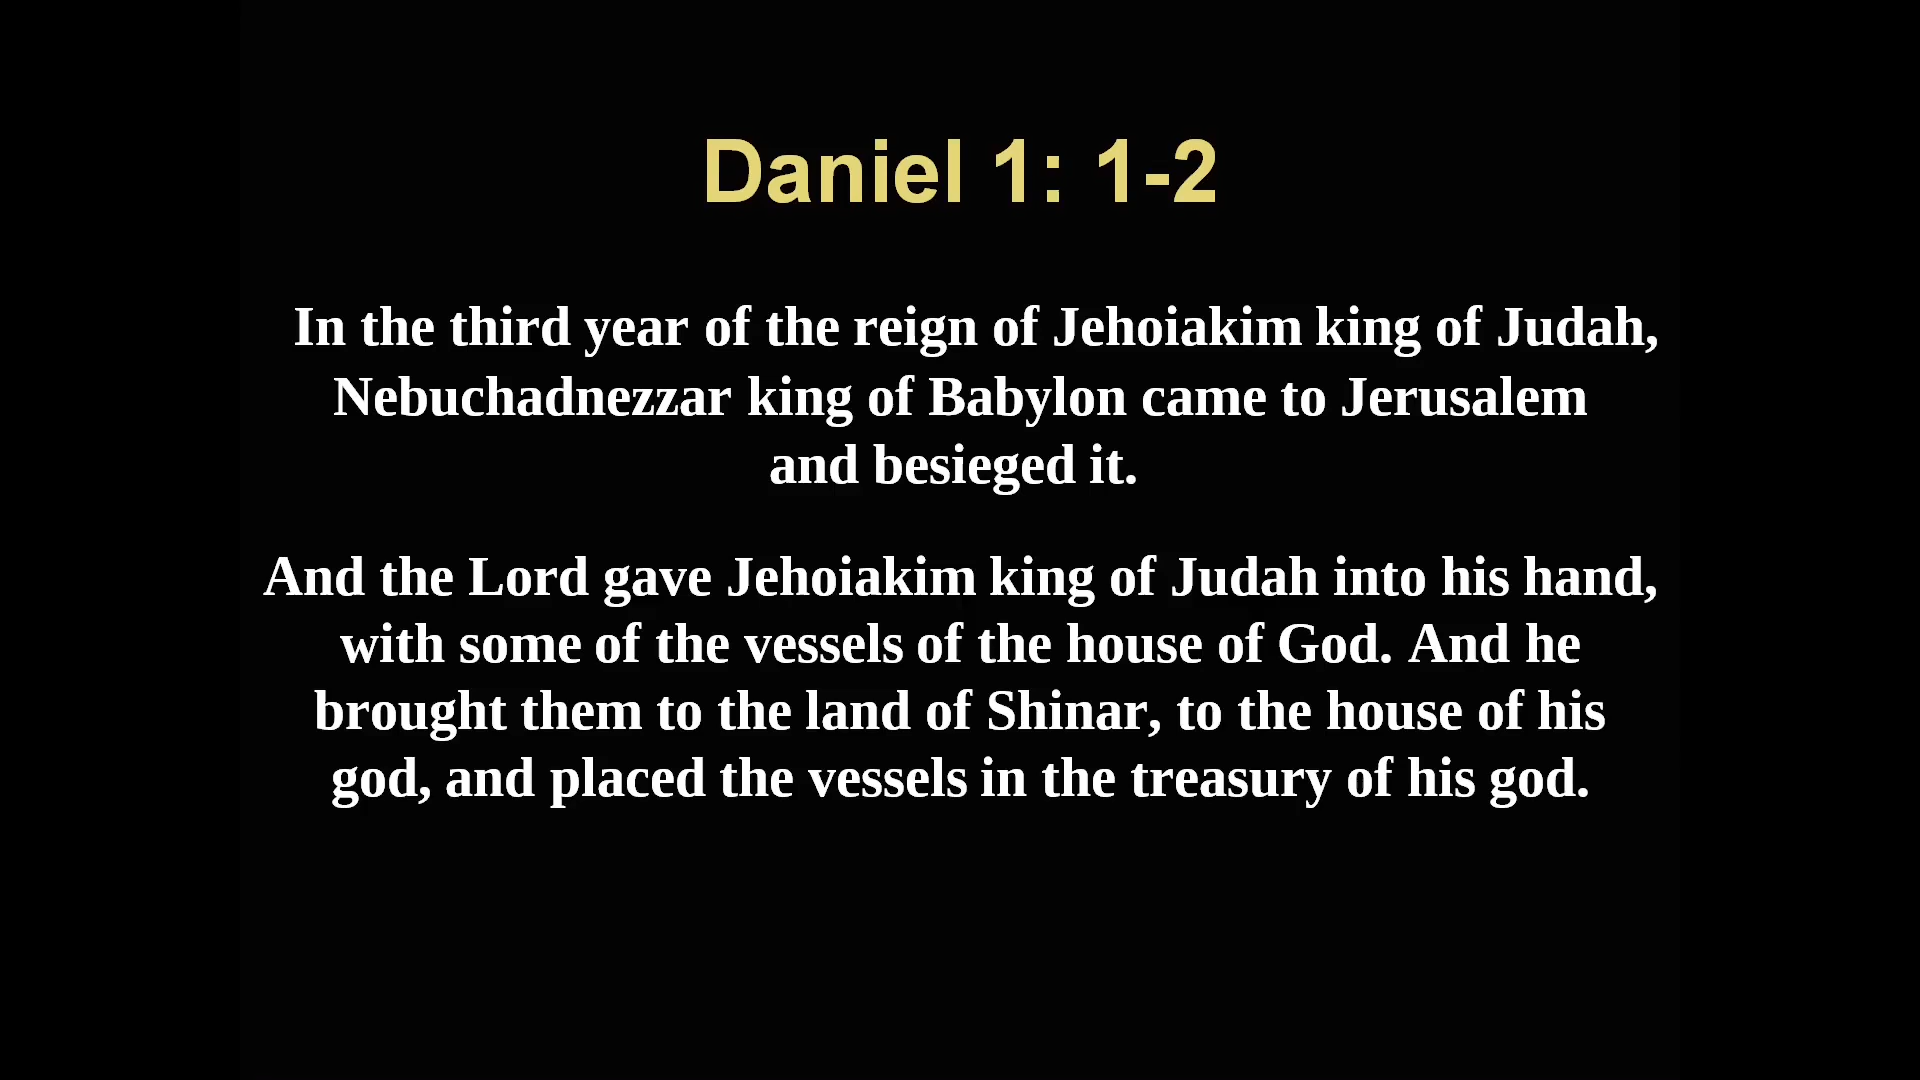 Daniel 1: 1-2
In the third year of the reign of Jehoiakim king of Judah,
Nebuchadnezzar king of Babylon came to Jerusalem
and besieged it.
And the Lord gave Jehoiakim king of Judah into his hand,
with some of the vessels of the house of God. And he
brought them to the land of Shinar, to the house of his
god, and placed the vessels in the treasury of his god.